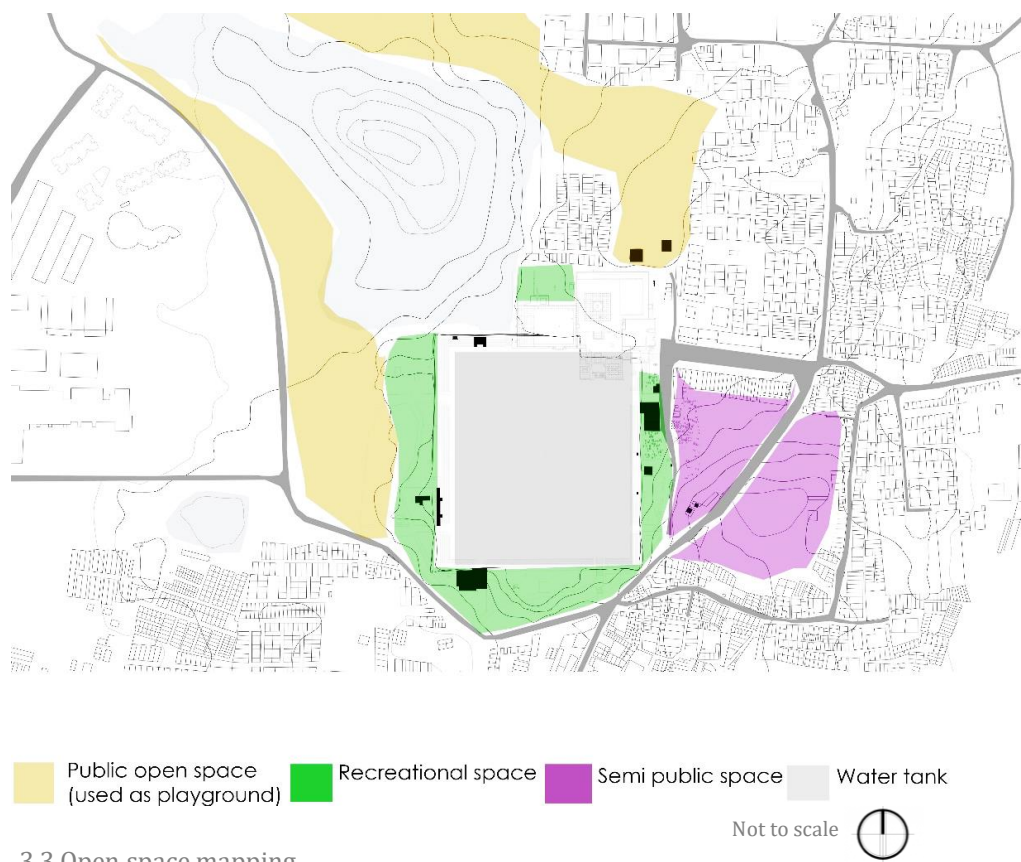 Public open space
(used as playground)
Recreational space
Semi public space
Water tank
Not to scale
3.3 Open space mapping